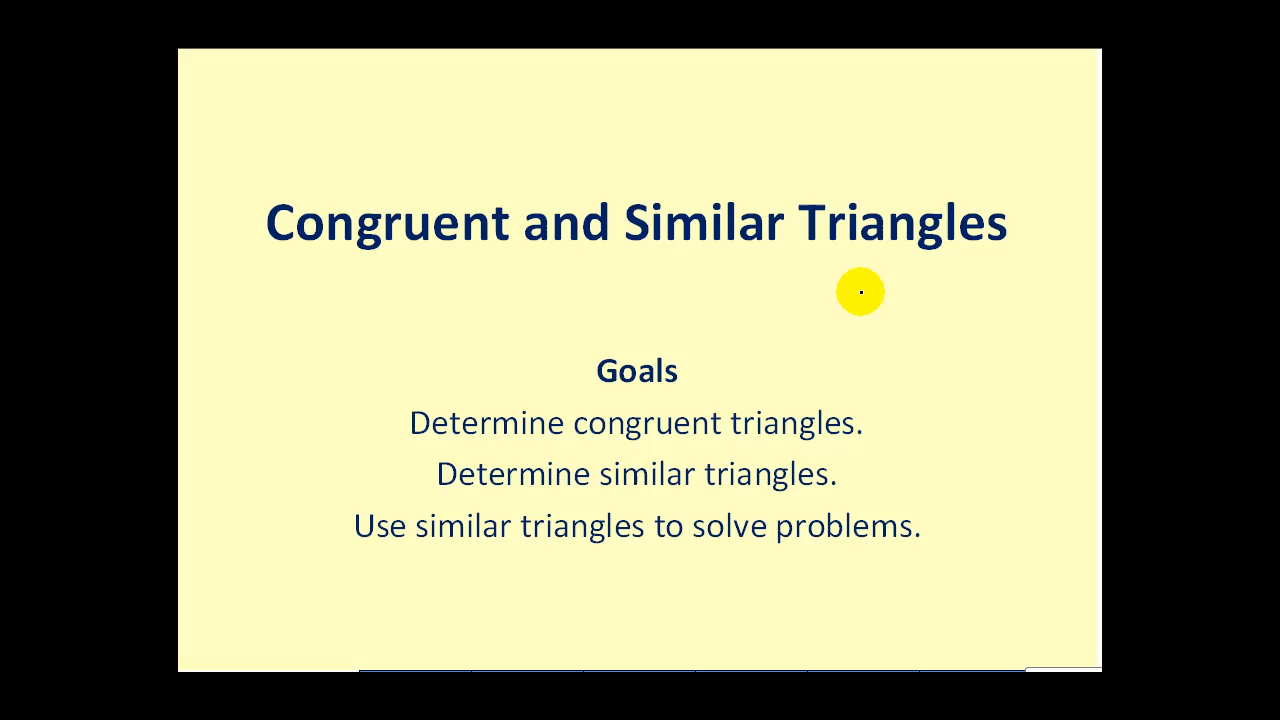 Congruent and Similar Triangles
Goals
Determine congruent triangles.
Determine similar triangles.
Use similar triangles to solve problems.